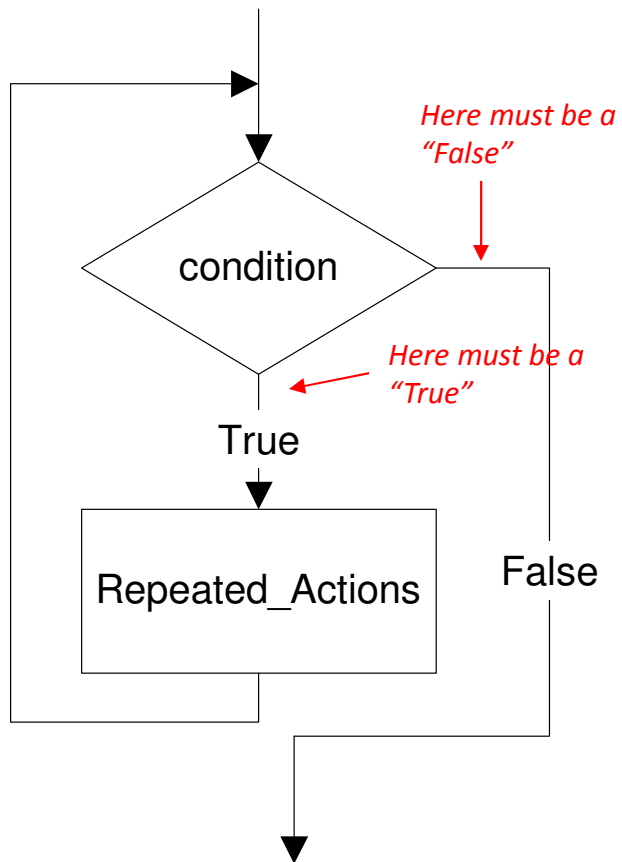 Here must be a
“False”
condition
Here must be a
“True”
True
Repeated_Actions
False